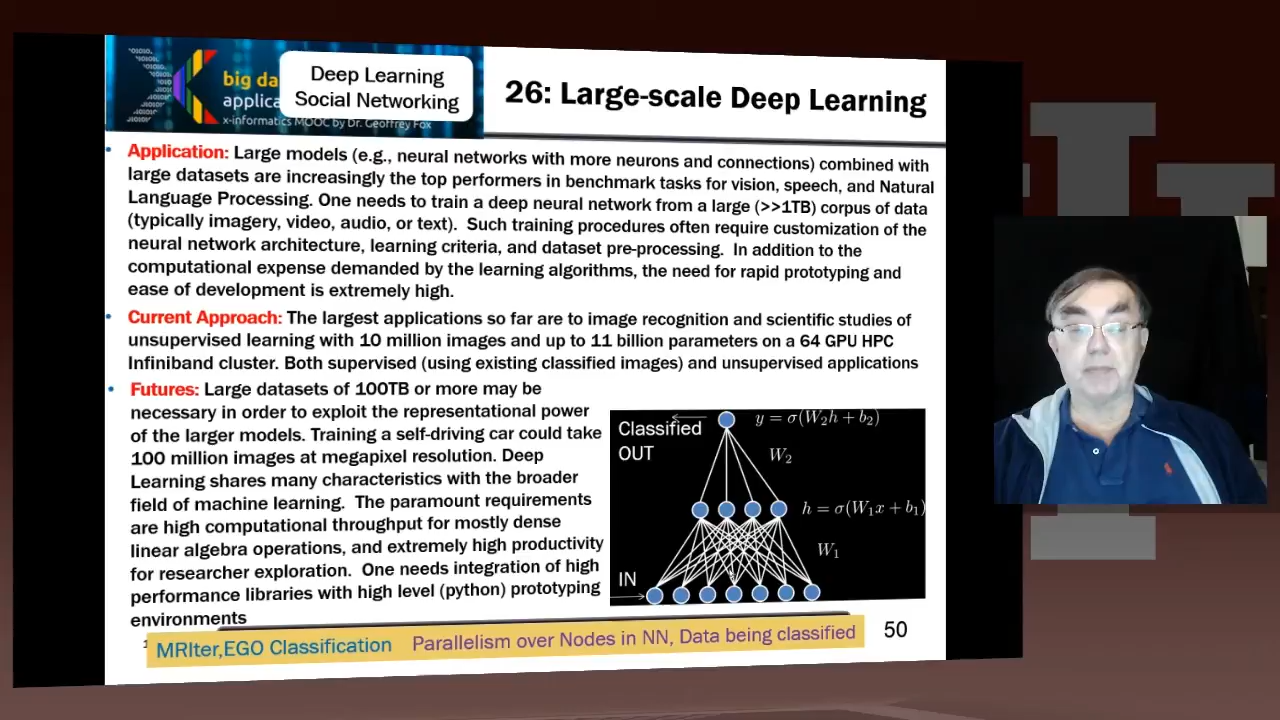 big da
applica
x-informatics MOOC by Dr. Geoffrey Fox
Deep Learning
Social Networking
26: Large-scale Deep Learning
• Application: Large models (e.g., neural networks with more neurons and connections) combined with
large datasets are increasingly the top performers in benchmark tasks for vision, speech, and Natural
Language Processing. One needs to train a deep neural network from a large (>>1TB) corpus of data
(typically imagery, video, audio, or text). Such training procedures often require customization of the
neural network architecture, learning criteria, and dataset pre-processing. In addition to the
computational expense demanded by the learning algorithms, the need for rapid prototyping and
ease of development is extremely high.
• Current Approach: The largest applications so far are to image recognition and scientific studies of
unsupervised learning with 10 million images and up to 11 billion parameters on a 64 GPU HPC
Infiniband cluster. Both supervised (using existing classified images) and unsupervised applications
• Futures: Large datasets of 100TB or more may be
necessary in order to exploit the representational power
of the larger models. Training a self-driving car could take
100 million images at megapixel resolution. Deep
Learning shares many characteristics with the broader
field of machine learning. The paramount requirements
are high computational throughput for mostly dense
linear algebra operations, and extremely high productivity
for researcher exploration. One needs integration of high
performance libraries with high level (python) prototyping
environments
Classified
OUT
y = σ(W₂h + b₂)
W₂
h = σ(W₁x + b₁)
W₁
IN
MRIter,EGO Classification Parallelism over Nodes in NN, Data being classified
50